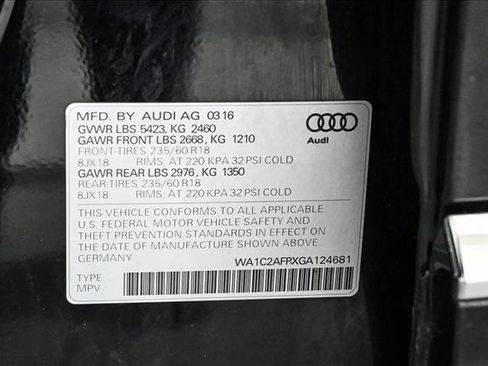 MFD. BY AUDI AG 03 16
GVWR LBS 5423, KG 2460
GAWR FRONT LBS 2668, KG 1210
FRONT-TIRES 235/60 R18
8JX18 RIMS, AT 220 KPA 32 PSI COLD
GAWR REAR LBS 2976, KG 1350
REAR-TIRES 235/60 R18
8JX18 RIMS, AT 220 KPA 32 PSI COLD
Audi
THIS VEHICLE CONFORMS TO ALL APPLICABLE
U.S. FEDERAL MOTOR VEHICLE SAFETY AND
THEFT PREVENTION STANDARDS IN EFFECT ON
THE DATE OF MANUFACTURE SHOWN ABOVE
GERMANY WA1C2AFPXGA124681
TYPE:
MPV